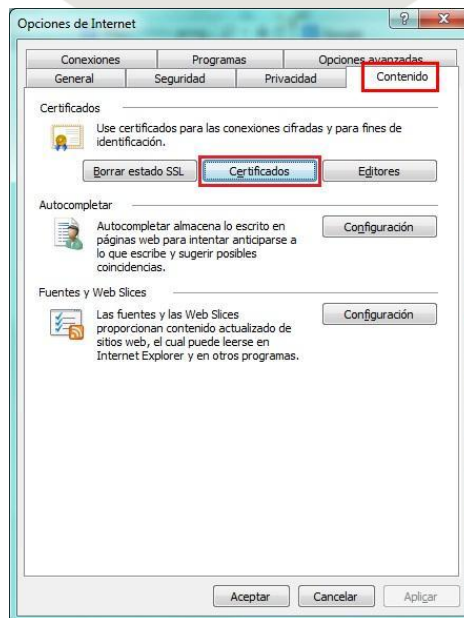 Opciones de Internet
Conexiones Programas Opciones avanzadas
General Seguridad Privacidad Contenido
Certificados
Use certificados para las conexiones cifradas y para fines de
identificación.
Borrar estado SSL Certificados Editores
Autocompletar
Autocompletar almacena lo escrito en
páginas web para intentar anticiparse a
lo que escribe y sugerir posibles
coincidencias.
Configuración
Fuentes y Web Slices
Las fuentes y las Web Slices
proporcionan contenido actualizado de
sitios web, el cual puede leerse en
Internet Explorer y en otros programas.
Configuración
Aceptar Cancelar Aplicar